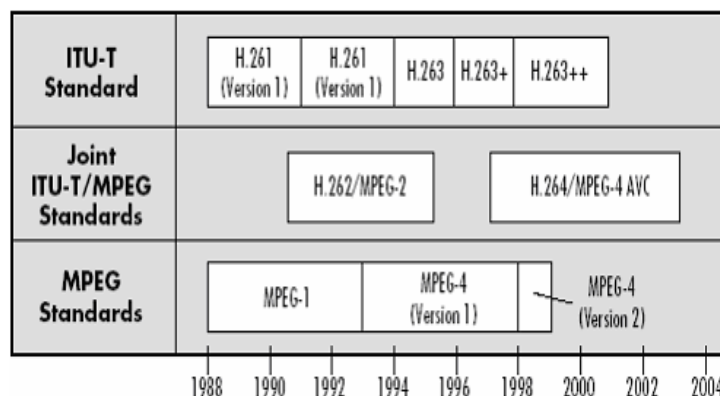 ITU-T
Standard
H.261
(Version 1)
H.261
(Version 1)
H.263
H.263+
H.263++
Joint
ITU-T/MPEG
Standards
H.262/MPEG-2
H.264/MPEG-4 AVC
MPEG
Standards
MPEG-1
MPEG-4
(Version 1)
MPEG-4
(Version 2)
1988 1990 1992 1994 1996 1998 2000 2002 2004